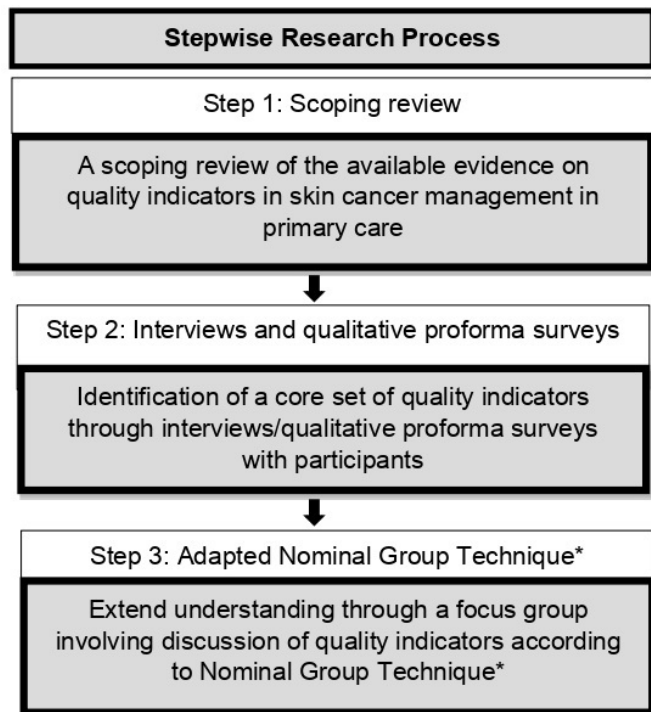 Stepwise Research Process
Step 1: Scoping review
A scoping review of the available evidence on
quality indicators in skin cancer management in
primary care
Step 2: Interviews and qualitative proforma surveys
Identification of a core set of quality indicators
through interviews/qualitative proforma surveys
with participants
Step 3: Adapted Nominal Group Technique*
Extend understanding through a focus group
involving discussion of quality indicators according
to Nominal Group Technique*